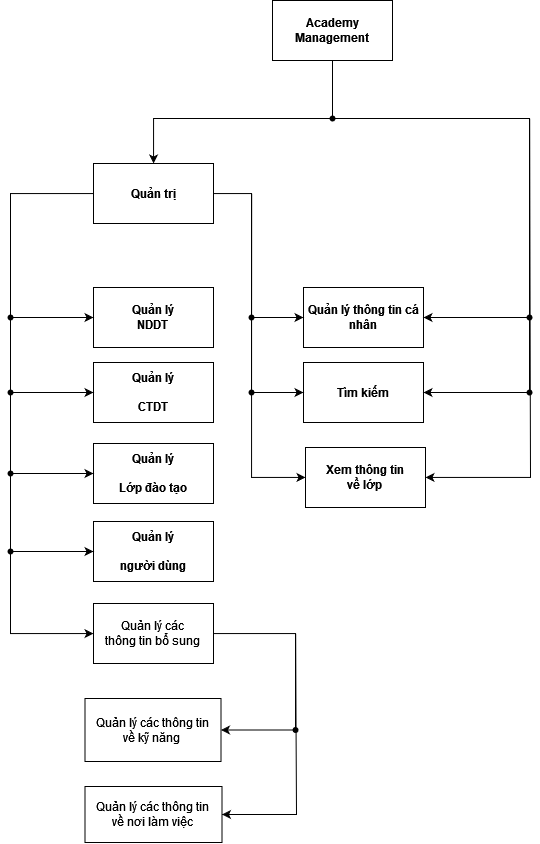 Academy
Management
Quản trị
Quản lý
NDDT
Quản lý thông tin cá
nhân
Quản lý
CTDT
Tìm kiếm
Quản lý
Lớp đào tạo
Xem thông tin
về lớp
Quản lý
người dùng
Quản lý các
thông tin bổ sung
Quản lý các thông tin
về kỹ năng
Quản lý các thông tin
về nơi làm việc